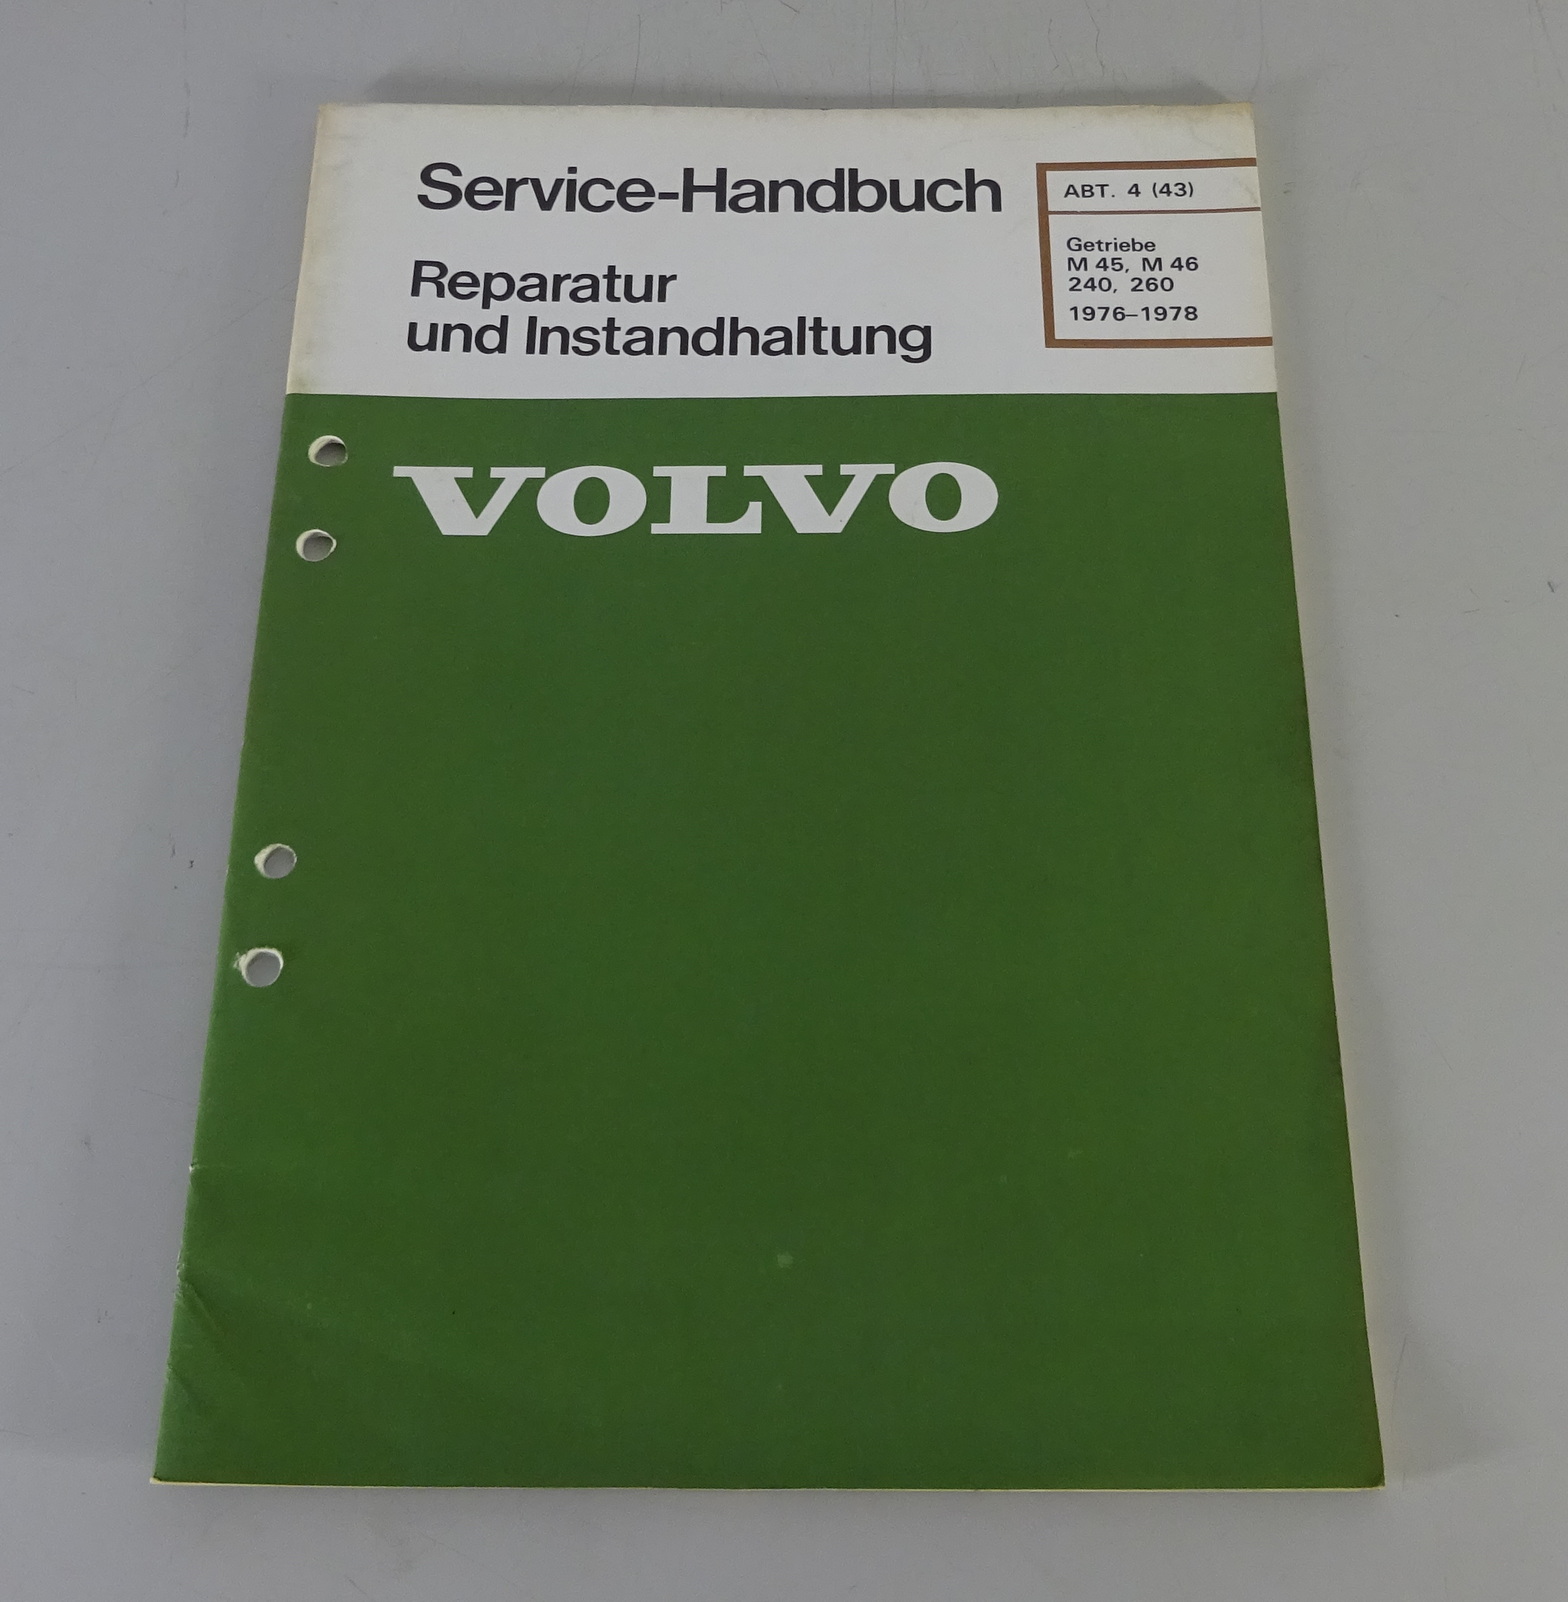 Service-Handbuch
Reparatur
und Instandhaltung
ABT. 4 (43)
Getriebe
M 45, M 46
240, 260
1976–1978
VOLVO